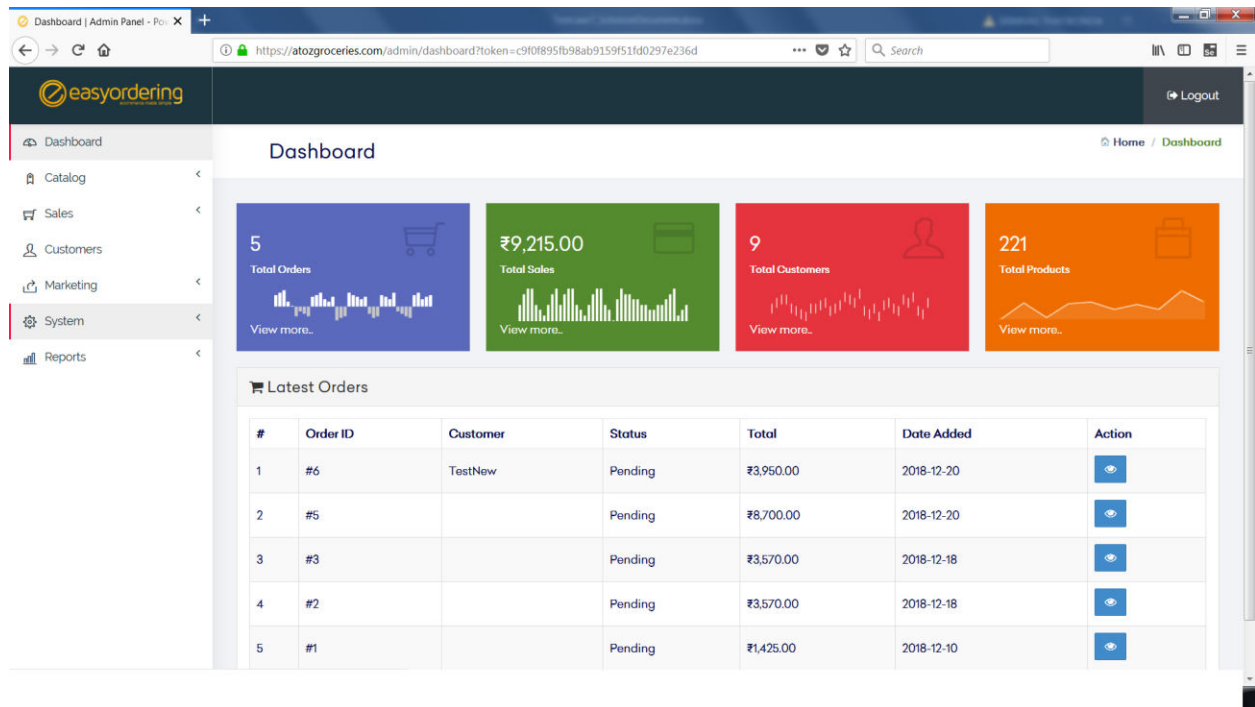 Dashboard | Admin Panel - Po
https://atozgroceries.com/admin/dashboard?token=c9f0f895fb98ab9159f51fd0297e236d
Search
easyordering
Logout
Dashboard
Catalog
Sales
Customers
Marketing
System
Reports
Dashboard
Home / Dashboard
5
Total Orders
View more..
₹9,215.00
Total Sales
View more..
9
Total Customers
View more..
221
Total Products
View more..
Latest Orders
# Order ID Customer Status Total Date Added Action
1 #6 TestNew Pending ₹3,950.00 2018-12-20
2 #5 Pending ₹8,700.00 2018-12-20
3 #3 Pending ₹3,570.00 2018-12-18
4 #2 Pending ₹3,570.00 2018-12-18
5 #1 Pending ₹1,425.00 2018-12-10